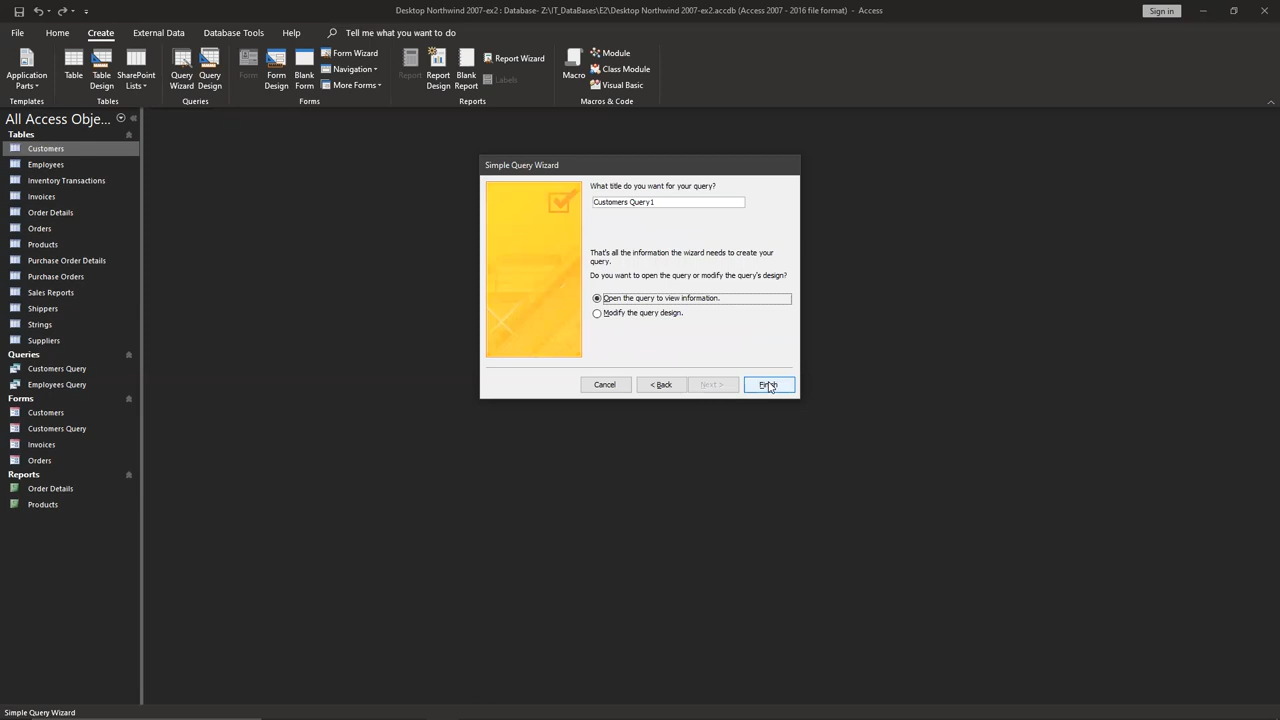 Desktop Northwind 2007-ex2 : Database- Z:\IT_DataBases\E2\Desktop Northwind 2007-ex2.accdb (Access 2007 - 2016 file format) - Access
Sign in
File Home Create External Data Database Tools Help Tell me what you want to do
Application Parts
Templates
Table
Table Design
SharePoint Lists
Tables
Query Wizard
Query Design
Queries
Form
Form Design
Blank Form
Form Wizard
Navigation
More Forms
Forms
Report
Report Design
Blank Report
Report Wizard
Labels
Reports
Macro
Module
Class Module
Visual Basic
Macros & Code
All Access Obje...
Tables
Customers
Employees
Inventory Transactions
Invoices
Order Details
Orders
Products
Purchase Order Details
Purchase Orders
Sales Reports
Shippers
Strings
Suppliers
Queries
Customers Query
Employees Query
Forms
Customers
Customers Query
Invoices
Orders
Reports
Order Details
Products
Simple Query Wizard
What title do you want for your query?
Customers Query1
That's all the information the wizard needs to create your
query.
Do you want to open the query or modify the query's design?
Open the query to view information.
Modify the query design.
Cancel < Back Next > Finish
Simple Query Wizard